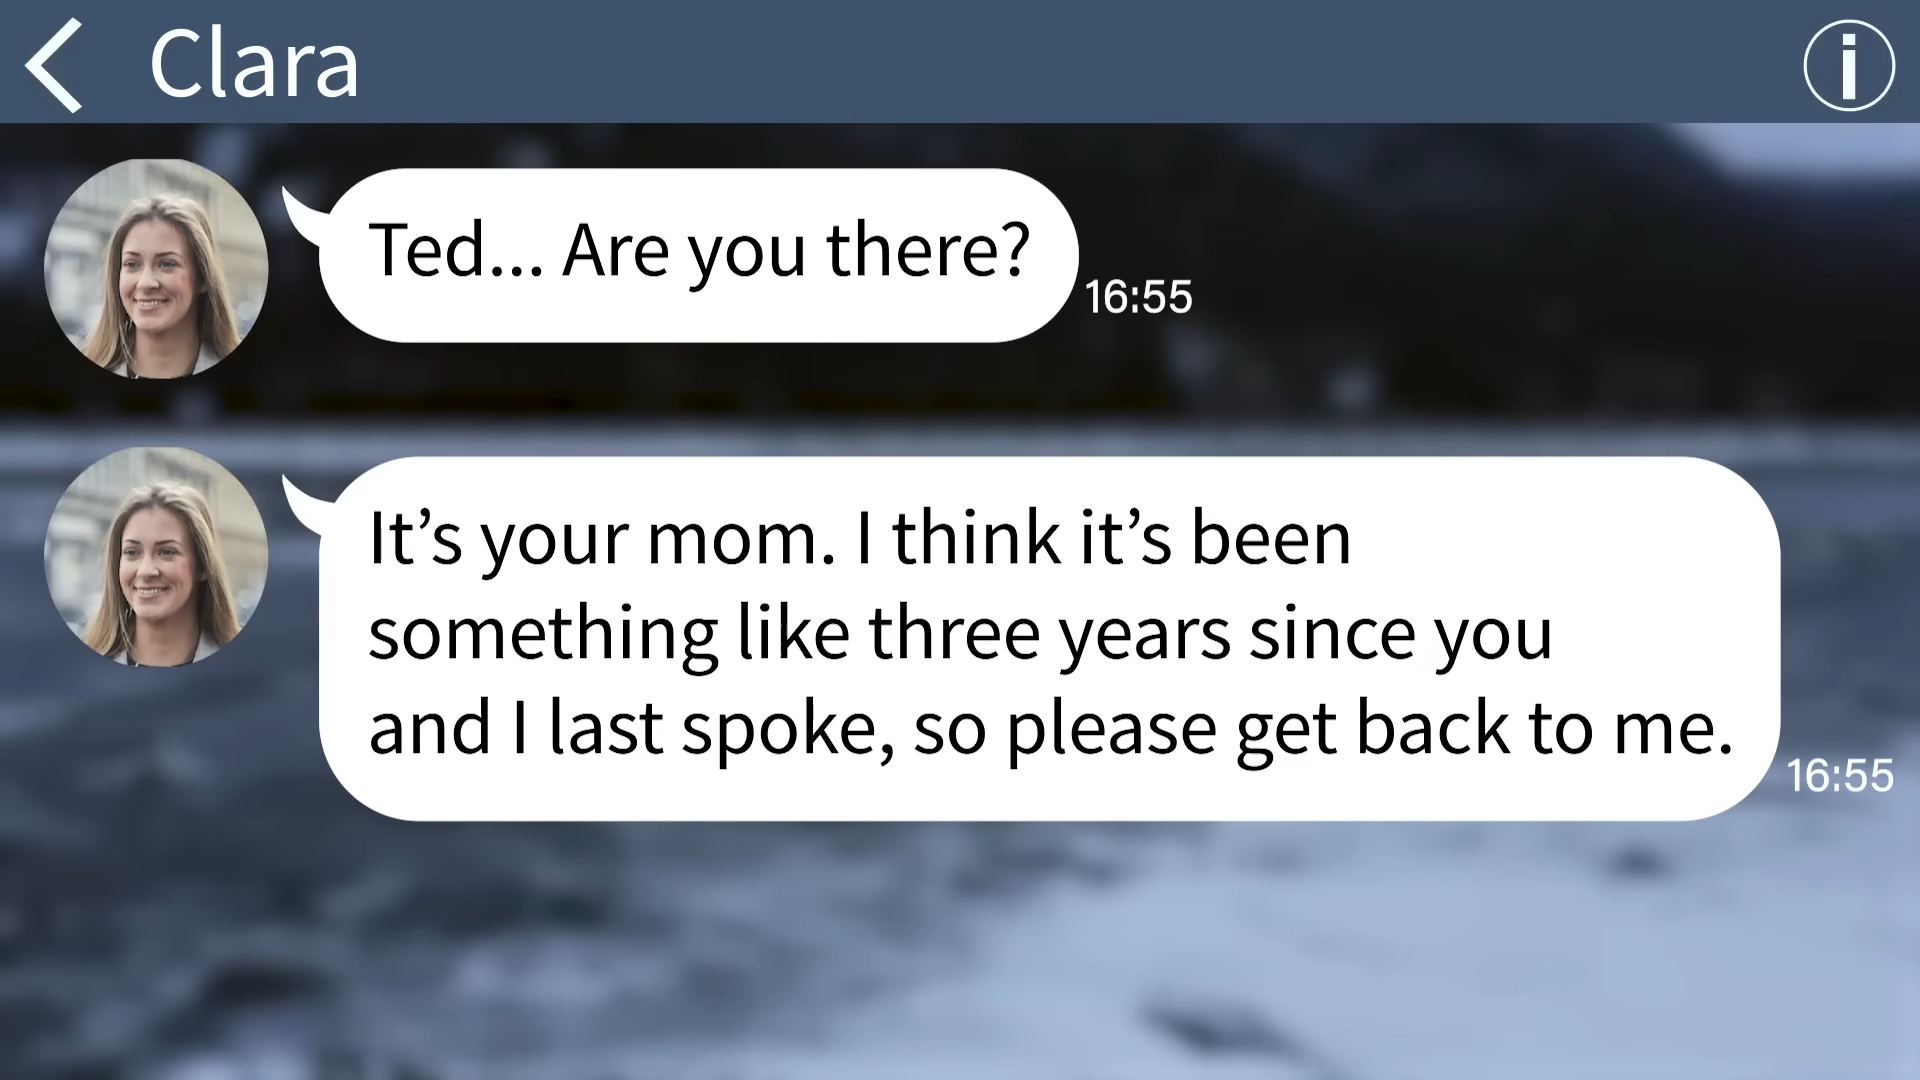 Clara
Ted... Are you there?
16:55
It’s your mom. I think it’s been
something like three years since you
and I last spoke, so please get back to me.
16:55